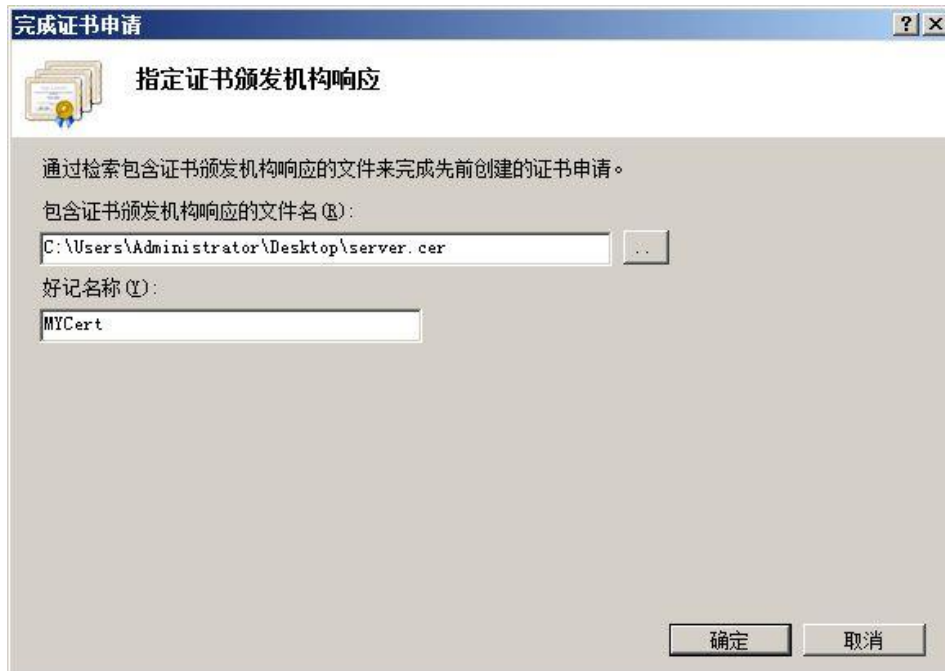 完成证书申请
指定证书颁发机构响应
通过检索包含证书颁发机构响应的文件来完成先前创建的证书申请。
包含证书颁发机构响应的文件名(R):
C:\Users\Administrator\Desktop\server.cer
..
好记名称(Y):
MYCert
确定
取消